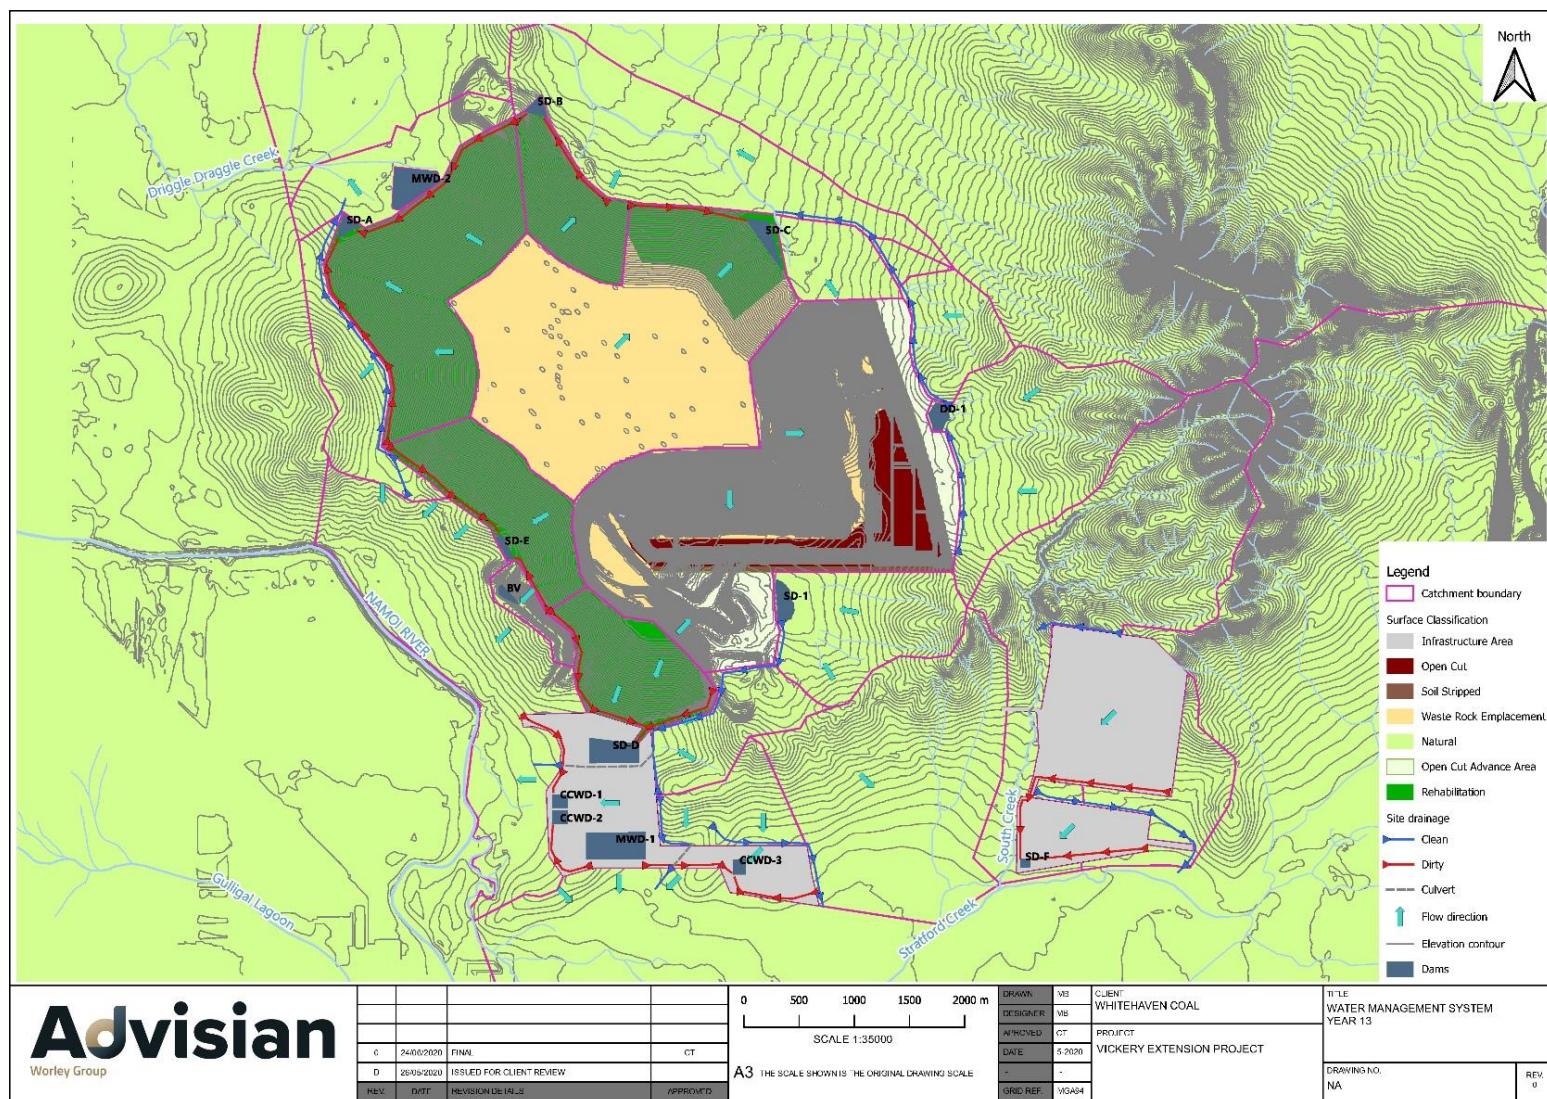 North
SD-B
Driggle Draggle Creek
MWD-2
SD-A
SD-C
DD-1
SD-E
BV
SD-1
NAMOI RIVER
SD-D
CCWD-1
CCWD-2
MWD-1
CCWD-3
South Creek
SD-F
Gulligal Lagoon
Stratford Creek
Legend
Catchment boundary
Surface Classification
Infrastructure Area
Open Cut
Soil Stripped
Waste Rock Emplacement
Natural
Open Cut Advance Area
Rehabilitation
Site drainage
Clean
Dirty
Culvert
Flow direction
Elevation contour
Dams
Advisian
Worley Group
0 24/06/2020 FINAL CT
D 26/05/2020 ISSUED FOR CLIENT REVIEW
REV. DATE REVISION DETAILS APPROVED
0 500 1000 1500 2000 m
SCALE 1:35000
A3 THE SCALE SHOWN IS THE ORIGINAL DRAWING SCALE
DRAWN MB
DESIGNER MB
APROVED CT
DATE 5-2020
- -
GRID REF. MGA94
CLIENT
WHITEHAVEN COAL
PROJECT
VICKERY EXTENSION PROJECT
TITLE
WATER MANAGEMENT SYSTEM
YEAR 13
DRAWING NO.
NA
REV.
0